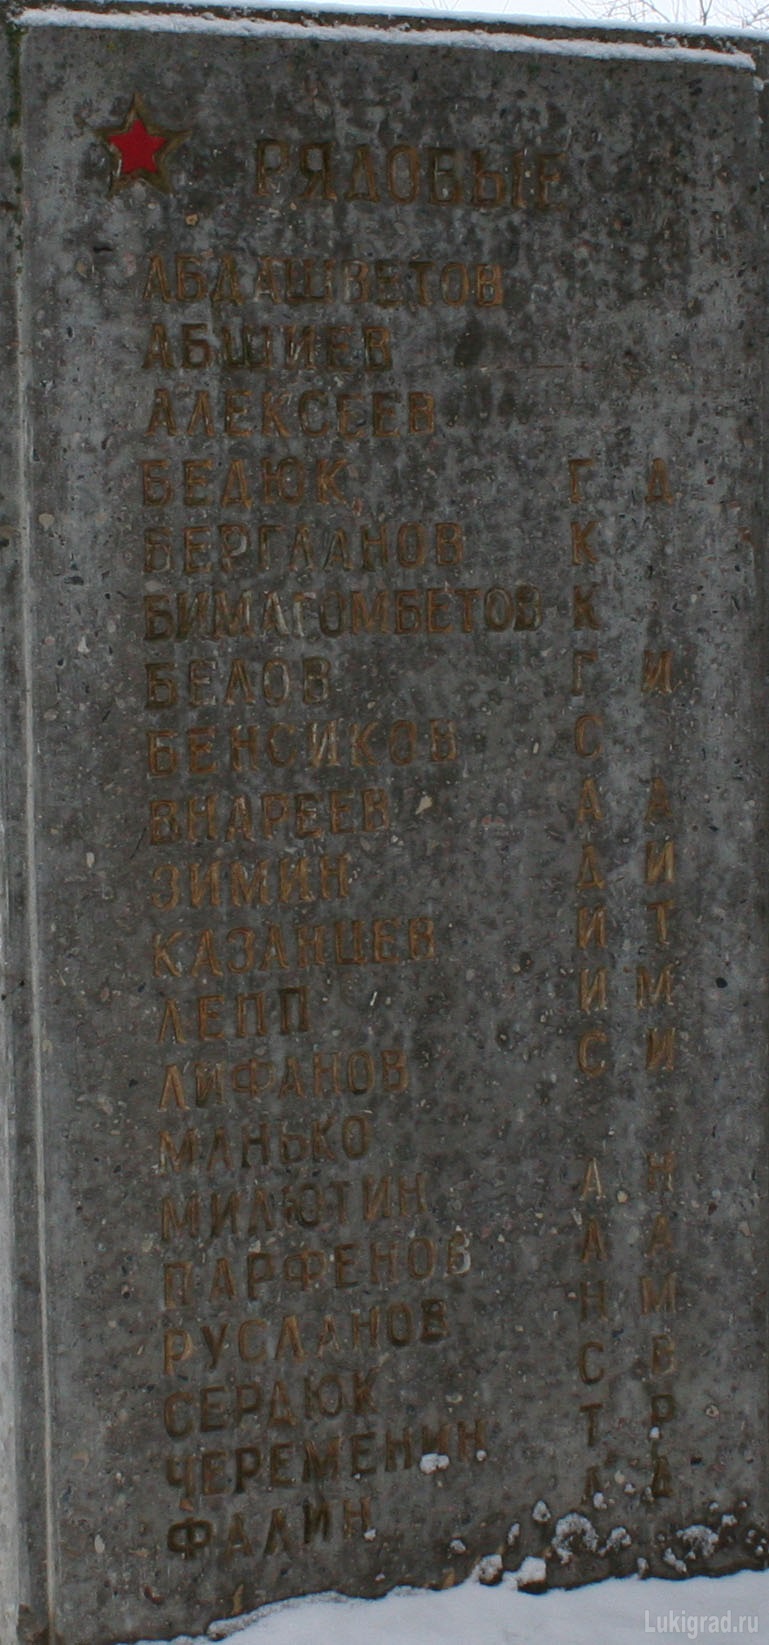 РЯДОВЫЕ
АБДАШВЕТОВ
АБШИЕВ
АЛЕКСЕЕВ
БЕДЮК, Г Д
БЕРГЛАНОВ К
БИМАГОМБЕТОВ К
БЕЛОВ Г И
БЕНСИКОВ С
ВНАРЕЕВ А А
ЗИМИН Д И
КАЗАНЦЕВ И Т
ЛЕПП И М
ЛИФАНОВ С И
МАНЬКО
МИЛЮТИН А Н
ПАРФЕНОВ А А
РУСЛАНОВ Н М
СЕРДЮК С В
ЧЕРЕМЕНИН Т Р
ФАЛИН
Lukigrad.ru